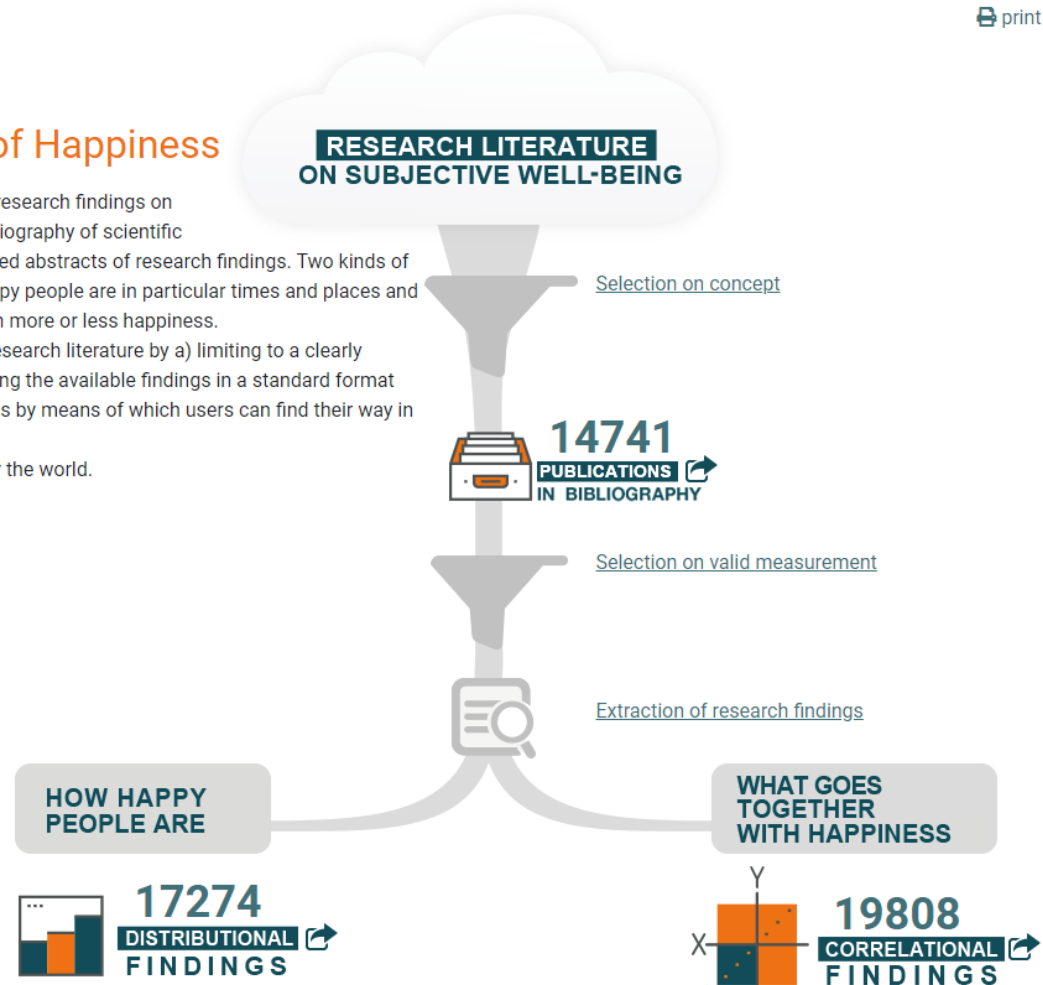 print
of Happiness
esearch findings on
iography of scientific
ed abstracts of research findings. Two kinds of
py people are in particular times and places and
n more or less happiness.
esearch literature by a) limiting to a clearly
ng the available findings in a standard format
s by means of which users can find their way in
r the world.
RESEARCH LITERATURE
ON SUBJECTIVE WELL-BEING
Selection on concept
14741
PUBLICATIONS
IN BIBLIOGRAPHY
Selection on valid measurement
Extraction of research findings
HOW HAPPY
PEOPLE ARE
17274
DISTRIBUTIONAL
FINDINGS
WHAT GOES
TOGETHER
WITH HAPPINESS
Y
X
19808
CORRELATIONAL
FINDINGS